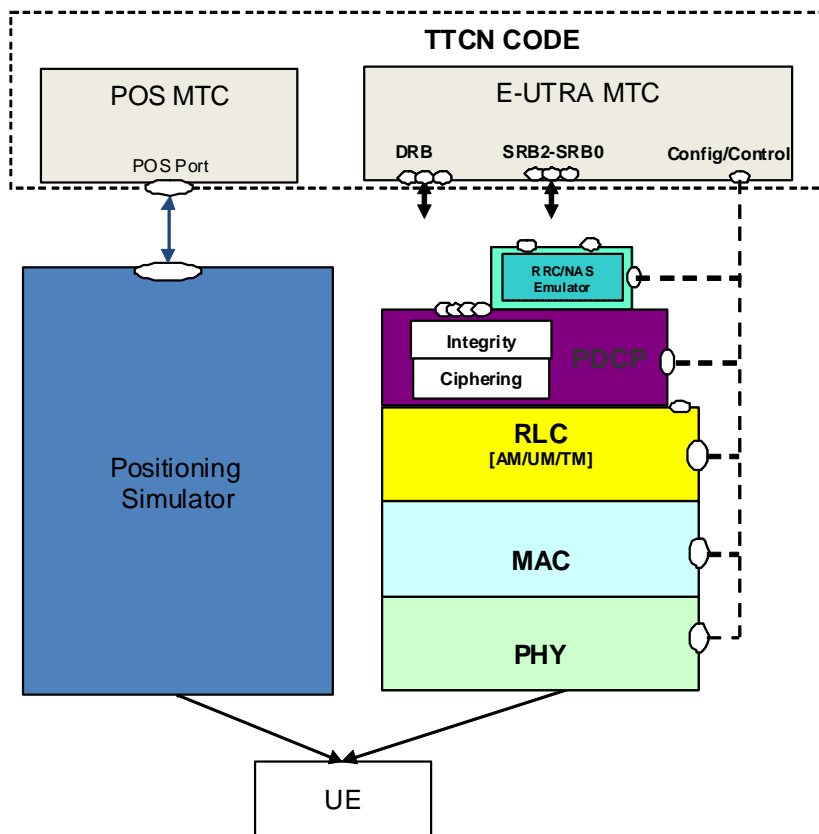 TTCN CODE
POS MTC
E-UTRA MTC
POS Port
DRB
SRB2-SRB0
Config/Control
RRC/NAS
Emulator
Integrity
PDCP
Ciphering
RLC
[AM/UM/TM]
Positioning
Simulator
MAC
PHY
UE